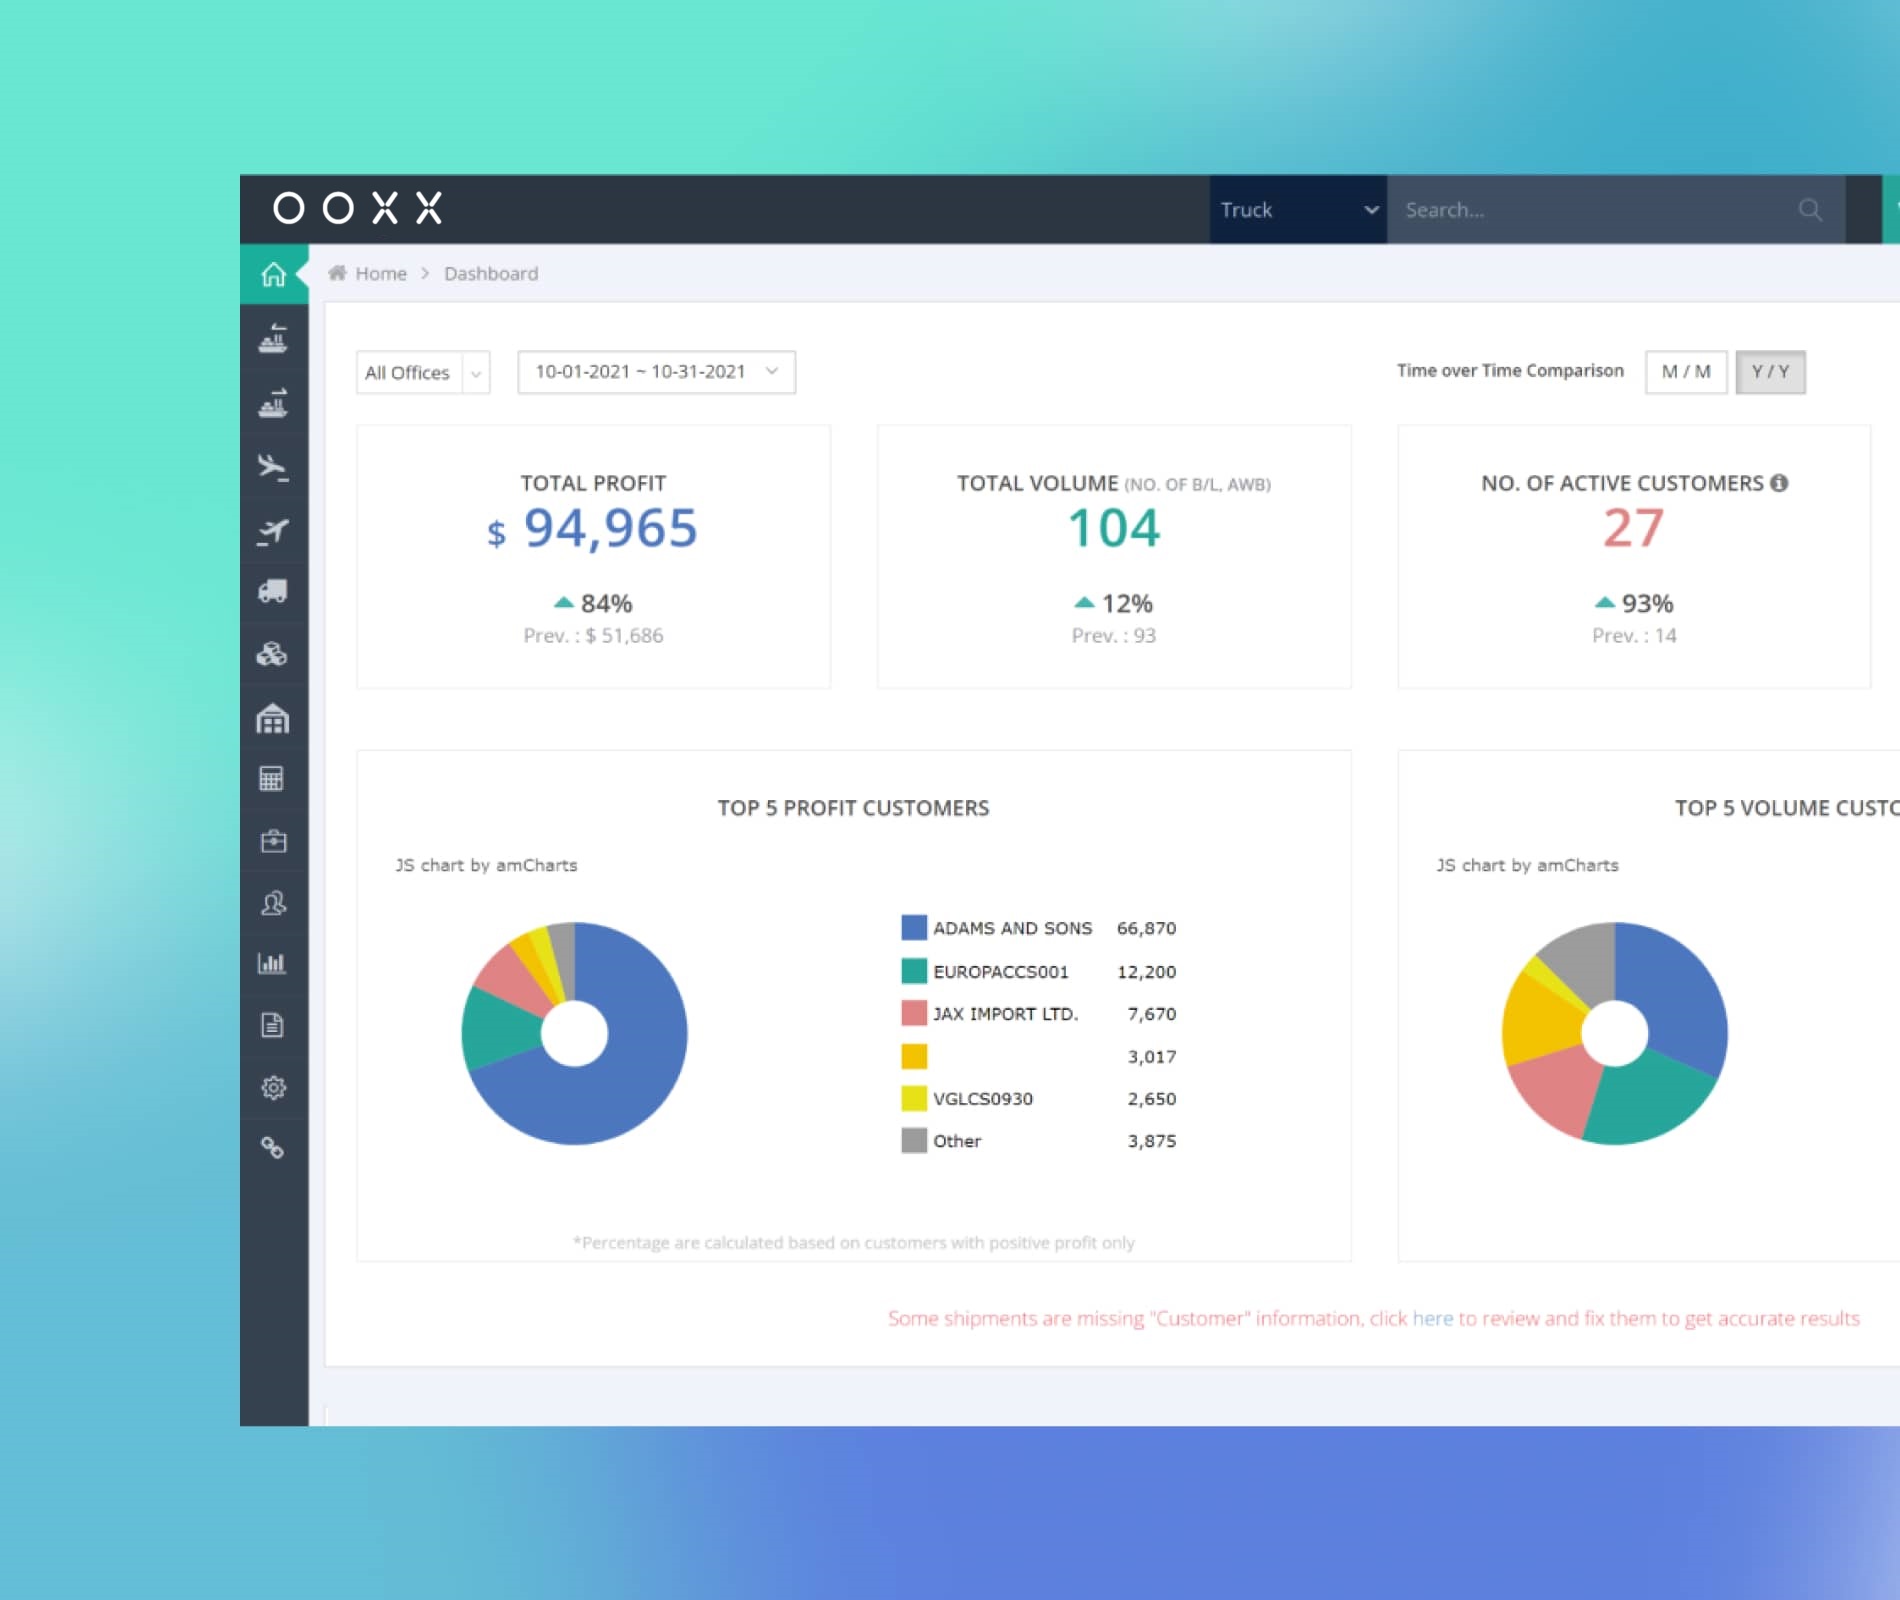 OOXX
Truck
Search...
Home > Dashboard
All Offices
10-01-2021 ~ 10-31-2021
Time over Time Comparison
M / M
Y / Y
TOTAL PROFIT
$ 94,965
84%
Prev. : $ 51,686
TOTAL VOLUME (NO. OF B/L, AWB)
104
12%
Prev. : 93
NO. OF ACTIVE CUSTOMERS
27
93%
Prev. : 14
TOP 5 PROFIT CUSTOMERS
JS chart by amCharts
ADAMS AND SONS 66,870
EUROPACCS001 12,200
JAX IMPORT LTD. 7,670
3,017
VGLCS0930 2,650
Other 3,875
*Percentage are calculated based on customers with positive profit only
TOP 5 VOLUME CUSTO
JS chart by amCharts
Some shipments are missing "Customer" information, click here to review and fix them to get accurate results